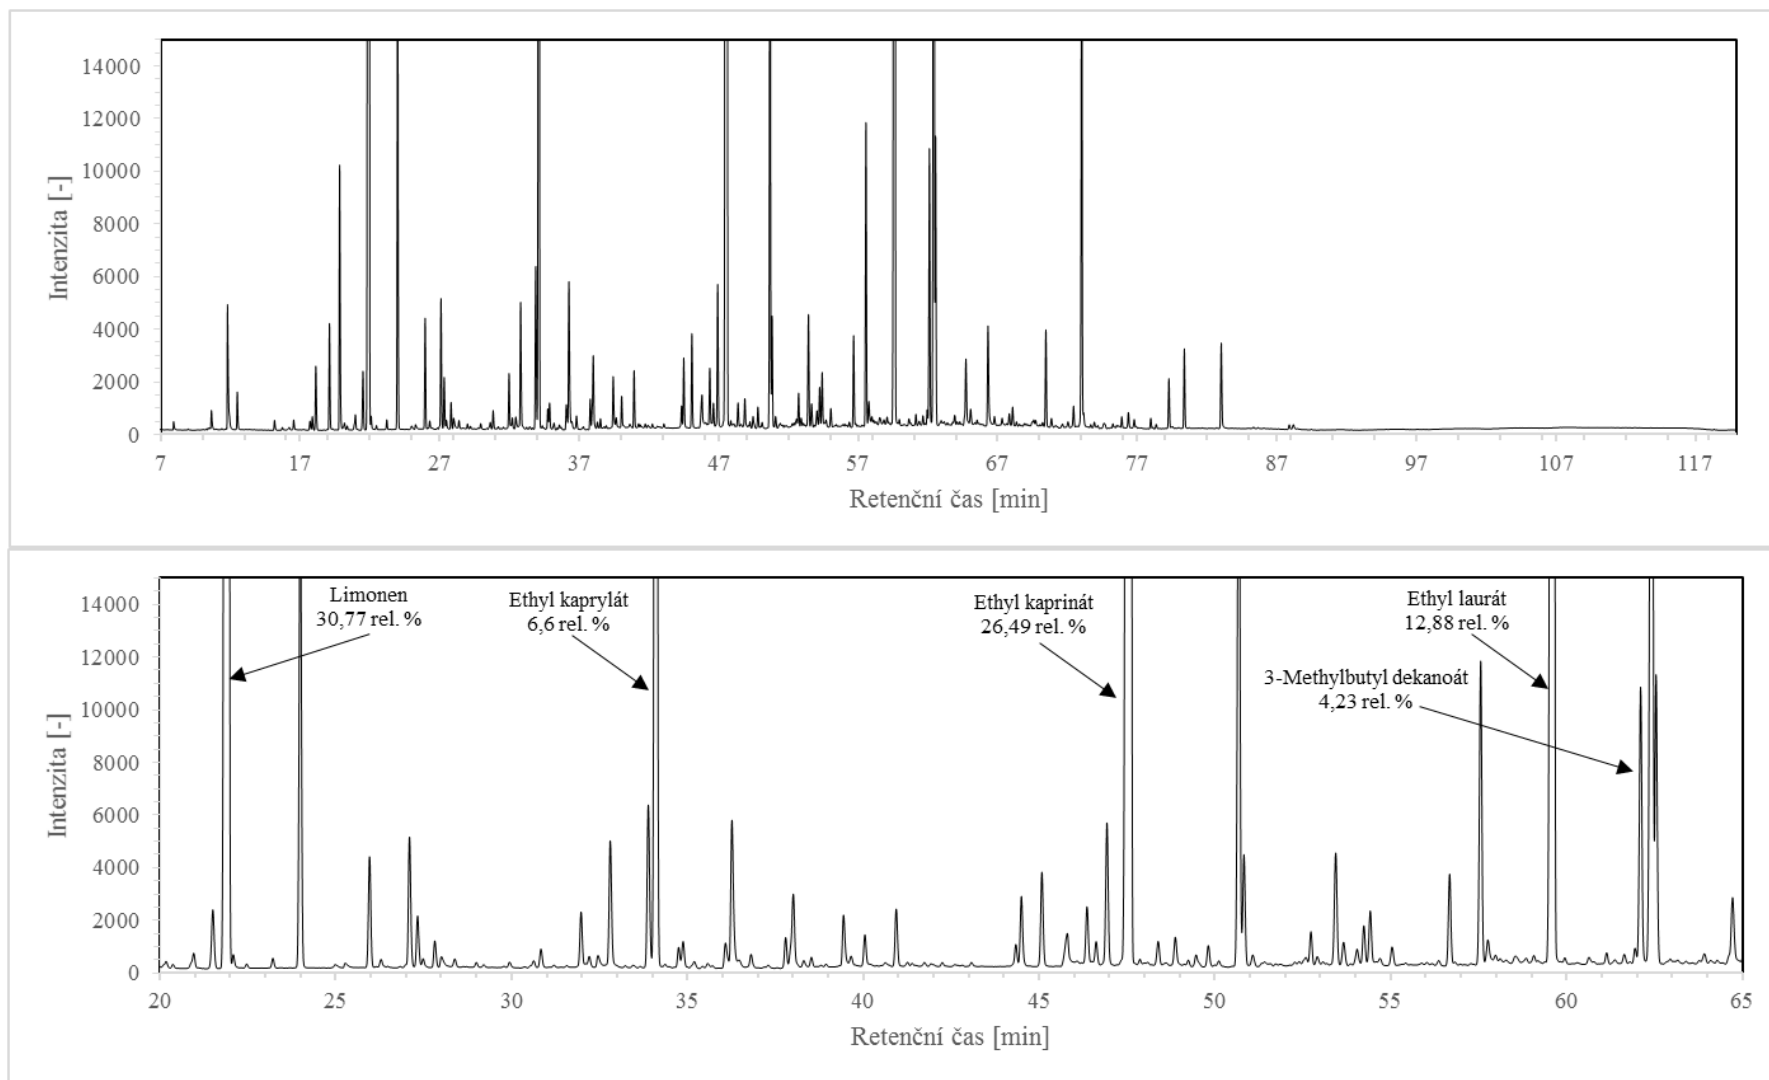 14000
12000
10000
8000
6000
4000
2000
0
Intenzita [-]
7 17 27 37 47 57 67 77 87 97 107 117
Retenční čas [min]
14000
12000
10000
8000
6000
4000
2000
0
Intenzita [-]
Limonen
30,77 rel. %
Ethyl kaprylát
6,6 rel. %
Ethyl kaprinát
26,49 rel. %
Ethyl laurát
12,88 rel. %
3-Methylbutyl dekanoát
4,23 rel. %
20 25 30 35 40 45 50 55 60 65
Retenční čas [min]